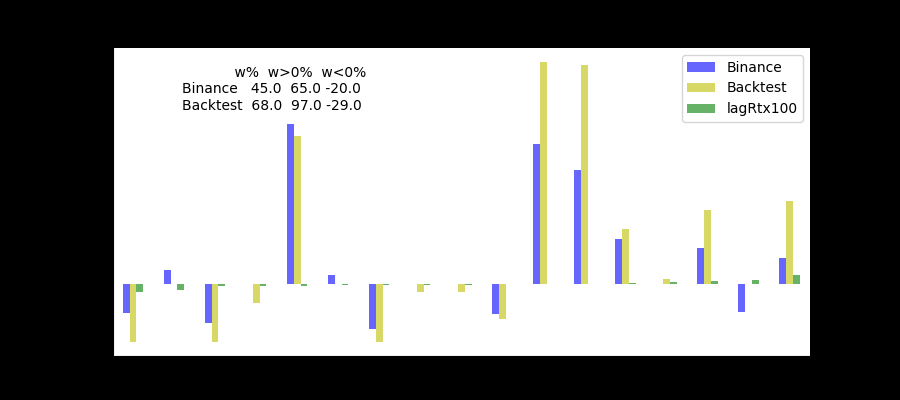 w% w>0% w<0%
Binance 45.0 65.0 -20.0
Backtest 68.0 97.0 -29.0
Binance
Backtest
lagRtx100